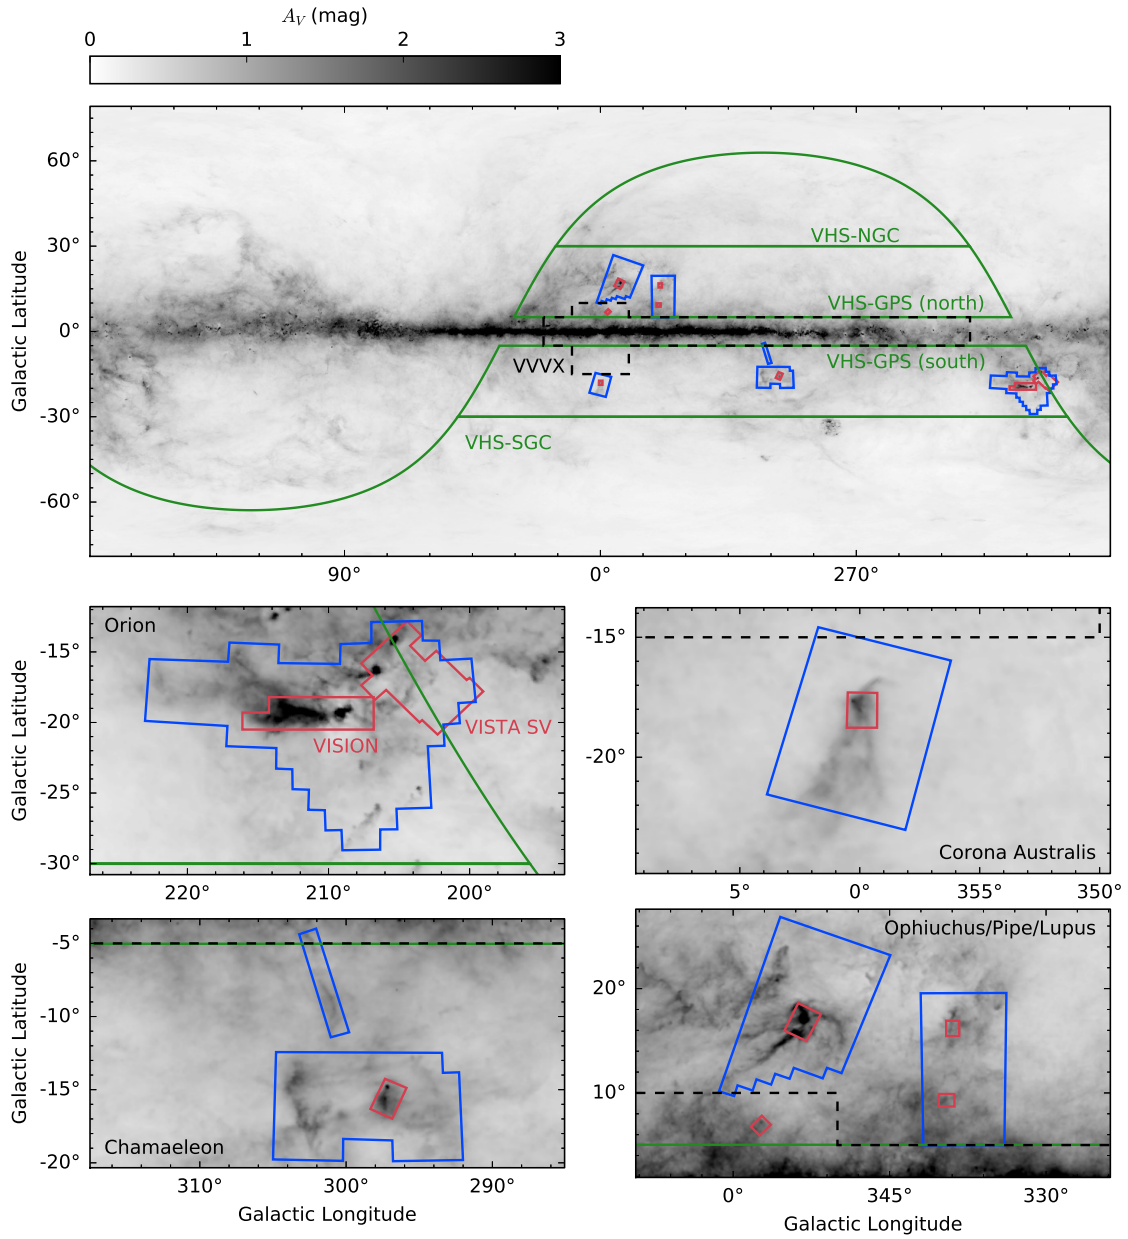 A_V (mag)
0 1 2 3
Galactic Latitude
60°
30°
0°
-30°
-60°
VHS-NGC
VHS-GPS (north)
VHS-GPS (south)
VVVX
VHS-SGC
90° 0° 270°
Orion
Galactic Latitude
-15°
-20°
-25°
-30°
VISTA SV
VISION
220° 210° 200°
-15°
-20°
Corona Australis
5° 0° 355° 350°
Galactic Latitude
-5°
-10°
-15°
-20°
Chamaeleon
310° 300° 290°
Galactic Longitude
Ophiuchus/Pipe/Lupus
20°
10°
0° 345° 330°
Galactic Longitude